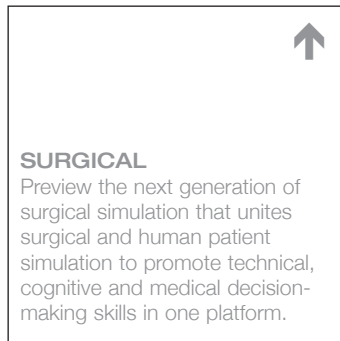 SURGICAL
Preview the next generation of
surgical simulation that unites
surgical and human patient
simulation to promote technical,
cognitive and medical decision-
making skills in one platform.